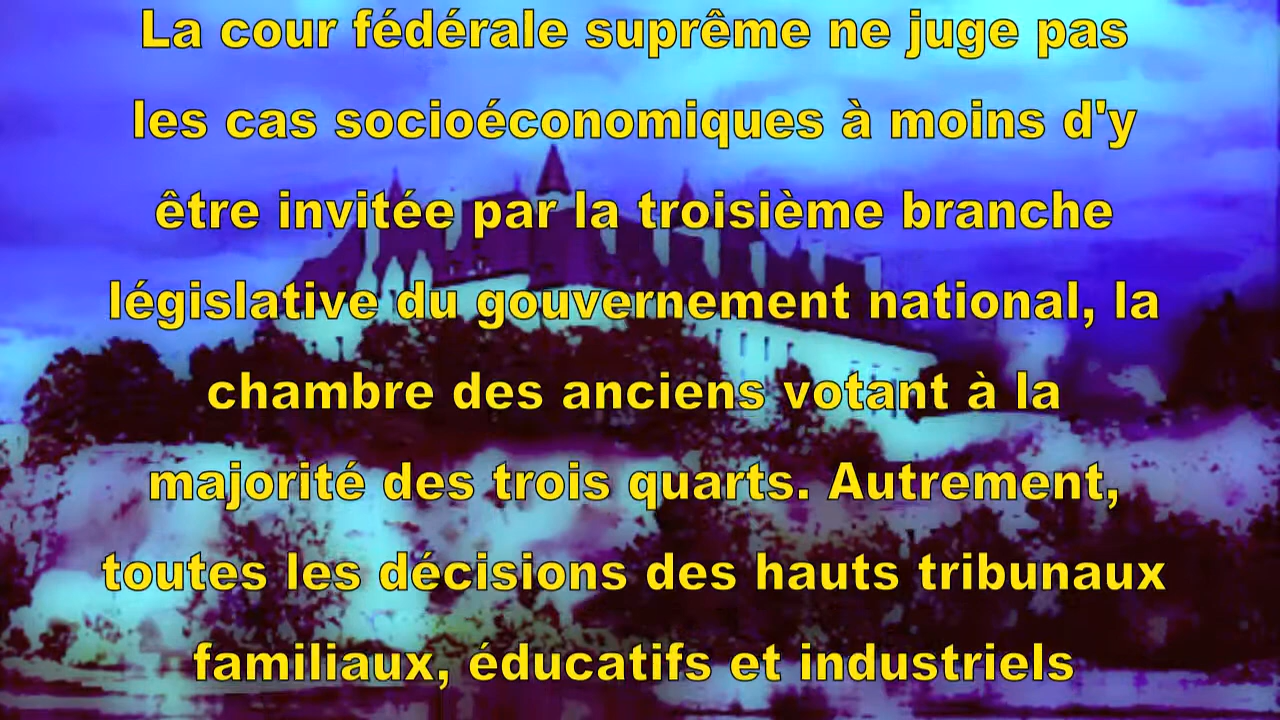 La cour fédérale suprême ne juge pas
les cas socioéconomiques à moins d'y
être invitée par la troisième branche
législative du gouvernement national, la
chambre des anciens votant à la
majorité des trois quarts. Autrement,
toutes les décisions des hauts tribunaux
familiaux, éducatifs et industriels